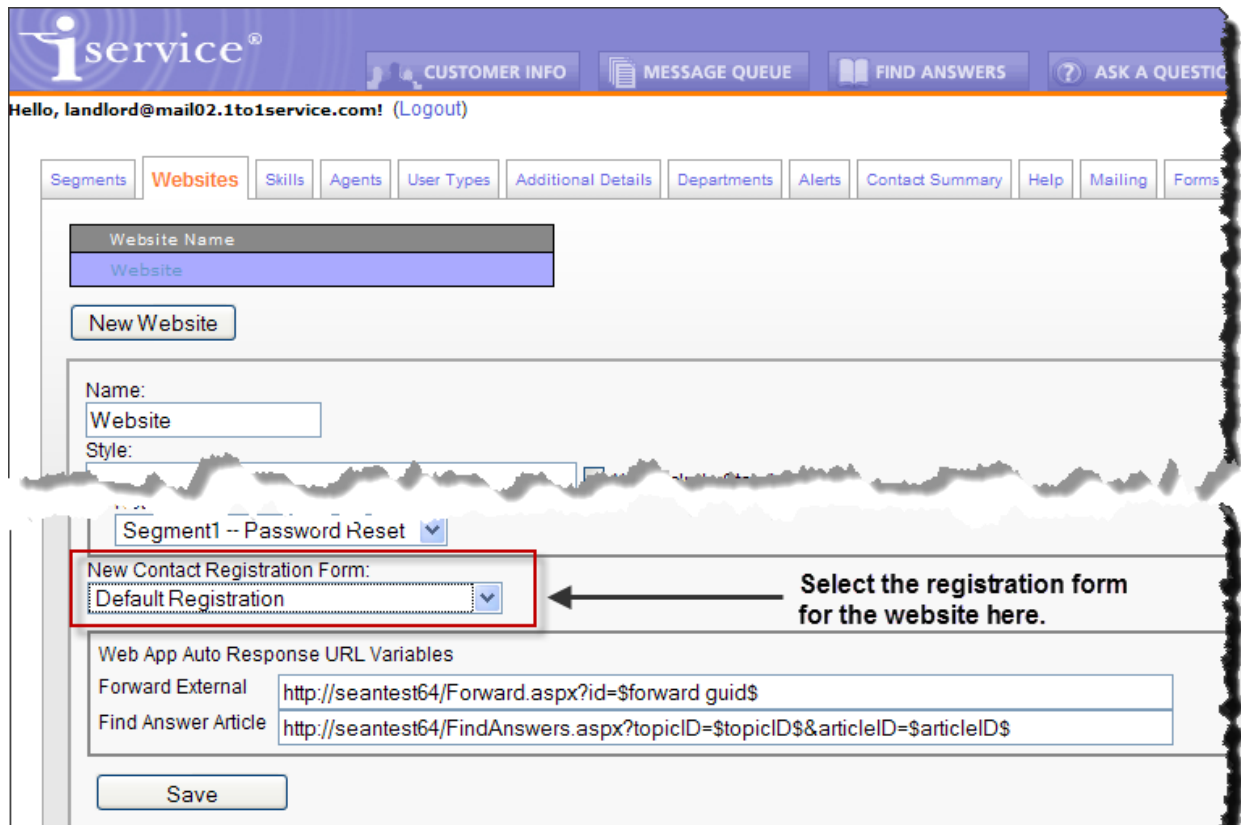 iservice®
CUSTOMER INFO MESSAGE QUEUE FIND ANSWERS ? ASK A
Hello, landlord@mail02.1to1service.com! (Logout)
Segments Websites Skills Agents User Types Additional Details Departments Alerts Contact Summary Help Mailing Forms
Website Name
Website
New Website
Name:
Website
Style:
Segment1 -- Password Reset
New Contact Registration Form:
Default Registration
Select the registration form
for the website here.
Web App Auto Response URL Variables
Forward External http://seantest64/Forward.aspx?id=$forward guid$
Find Answer Article http://seantest64/FindAnswers.aspx?topicID=$topicID$&articleID=$articleID$
Save